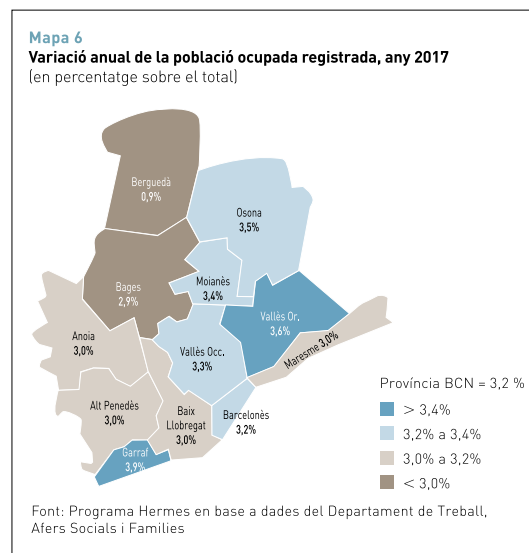 Mapa 6
Variació anual de la població ocupada registrada, any 2017
(en percentatge sobre el total)
Berguedà
0,9%
Osona
3,5%
Bages
2,9%
Moianès
3,4%
Vallès Or.
3,6%
Anoia
3,0%
Vallès Occ.
3,3%
Maresme 3,0%
Alt Penedès
3,0%
Baix
Llobregat
3,0%
Barcelonès
3,2%
Garraf
3,9%
Província BCN = 3,2 %
> 3,4%
3,2% a 3,4%
3,0% a 3,2%
< 3,0%
Font: Programa Hermes en base a dades del Departament de Treball,
Afers Socials i Families